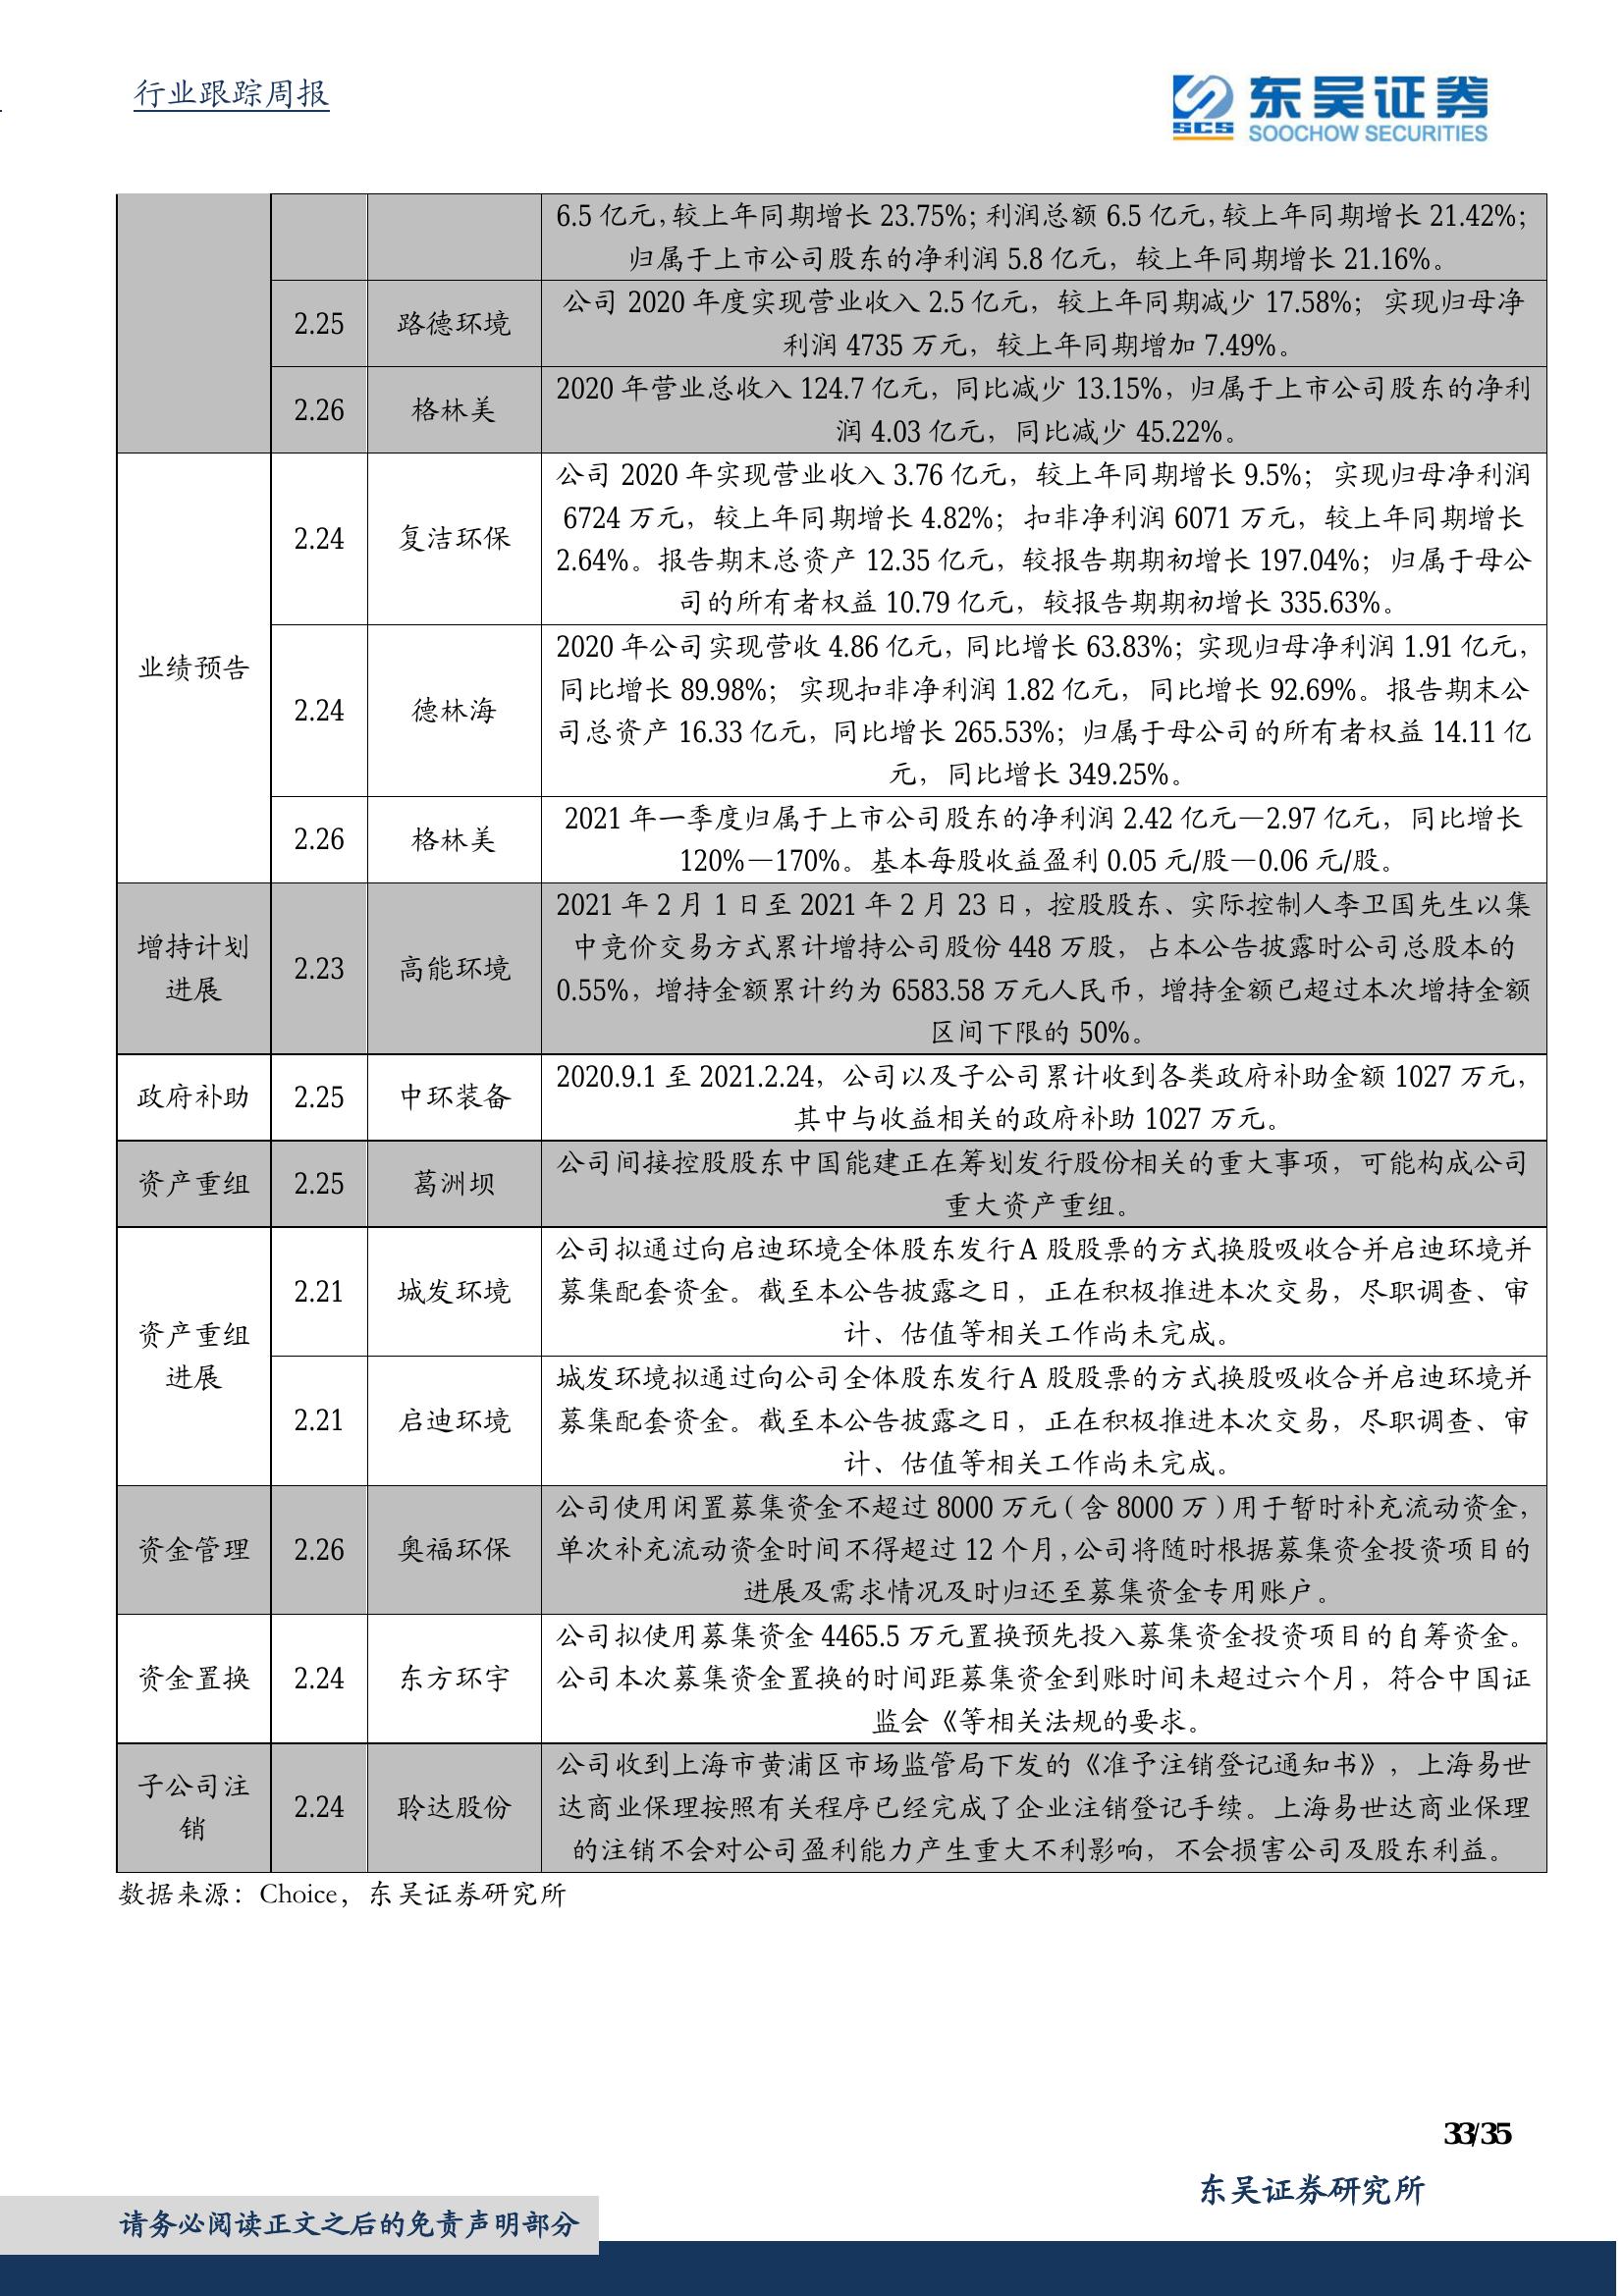 行业跟踪周报
东吴证券
SCS
SOOCHOW SECURITIES
6.5 亿元，较上年同期增长 23.75%；利润总额 6.5 亿元，较上年同期增长 21.42%；
归属于上市公司股东的净利润 5.8 亿元，较上年同期增长 21.16%。
2.25
路德环境
公司 2020 年度实现营业收入 2.5 亿元，较上年同期减少 17.58%；实现归母净
利润 4735 万元，较上年同期增加 7.49%。
2.26
格林美
2020 年营业总收入 124.7 亿元，同比减少 13.15%，归属于上市公司股东的净利
润 4.03 亿元，同比减少 45.22%。
业绩预告
2.24
复洁环保
公司 2020 年实现营业收入 3.76 亿元，较上年同期增长 9.5%；实现归母净利润
6724 万元，较上年同期增长 4.82%；扣非净利润 6071 万元，较上年同期增长
2.64%。报告期末总资产 12.35 亿元，较报告期期初增长 197.04%；归属于母公
司的所有者权益 10.79 亿元，较报告期期初增长 335.63%。
2.24
德林海
2020 年公司实现营收 4.86 亿元，同比增长 63.83%；实现归母净利润 1.91 亿元，
同比增长 89.98%；实现扣非净利润 1.82 亿元，同比增长 92.69%。报告期末公
司总资产 16.33 亿元，同比增长 265.53%；归属于母公司的所有者权益 14.11 亿
元，同比增长 349.25%。
2.26
格林美
2021 年一季度归属于上市公司股东的净利润 2.42 亿元—2.97 亿元，同比增长
120%—170%。基本每股收益盈利 0.05 元/股—0.06 元/股。
增持计划
进展
2.23
高能环境
2021 年 2 月 1 日至 2021 年 2 月 23 日，控股股东、实际控制人李卫国先生以集
中竞价交易方式累计增持公司股份 448 万股，占本公告披露时公司总股本的
0.55%，增持金额累计约为 6583.58 万元人民币，增持金额已超过本次增持金额
区间下限的 50%。
政府补助
2.25
中环装备
2020.9.1 至 2021.2.24，公司以及子公司累计收到各类政府补助金额 1027 万元，
其中与收益相关的政府补助 1027 万元。
资产重组
2.25
葛洲坝
公司间接控股股东中国能建正在筹划发行股份相关的重大事项，可能构成公司
重大资产重组。
资产重组
进展
2.21
城发环境
公司拟通过向启迪环境全体股东发行 A 股股票的方式换股吸收合并启迪环境并
募集配套资金。截至本公告披露之日，正在积极推进本次交易，尽职调查、审
计、估值等相关工作尚未完成。
2.21
启迪环境
城发环境拟通过向公司全体股东发行 A 股股票的方式换股吸收合并启迪环境并
募集配套资金。截至本公告披露之日，正在积极推进本次交易，尽职调查、审
计、估值等相关工作尚未完成。
资金管理
2.26
奥福环保
公司使用闲置募集资金不超过 8000 万元（含 8000 万）用于暂时补充流动资金，
单次补充流动资金时间不得超过 12 个月，公司将随时根据募集资金投资项目的
进展及需求情况及时归还至募集资金专用账户。
资金置换
2.24
东方环宇
公司拟使用募集资金 4465.5 万元置换预先投入募集资金投资项目的自筹资金。
公司本次募集资金置换的时间距募集资金到账时间未超过六个月，符合中国证
监会《等相关法规的要求。
子公司注
销
2.24
聆达股份
公司收到上海市黄浦区市场监管局下发的《准予注销登记通知书》，上海易世
达商业保理按照有关程序已经完成了企业注销登记手续。上海易世达商业保理
的注销不会对公司盈利能力产生重大不利影响，不会损害公司及股东利益。
数据来源：Choice，东吴证券研究所
33/35
东吴证券研究所
请务必阅读正文之后的免责声明部分